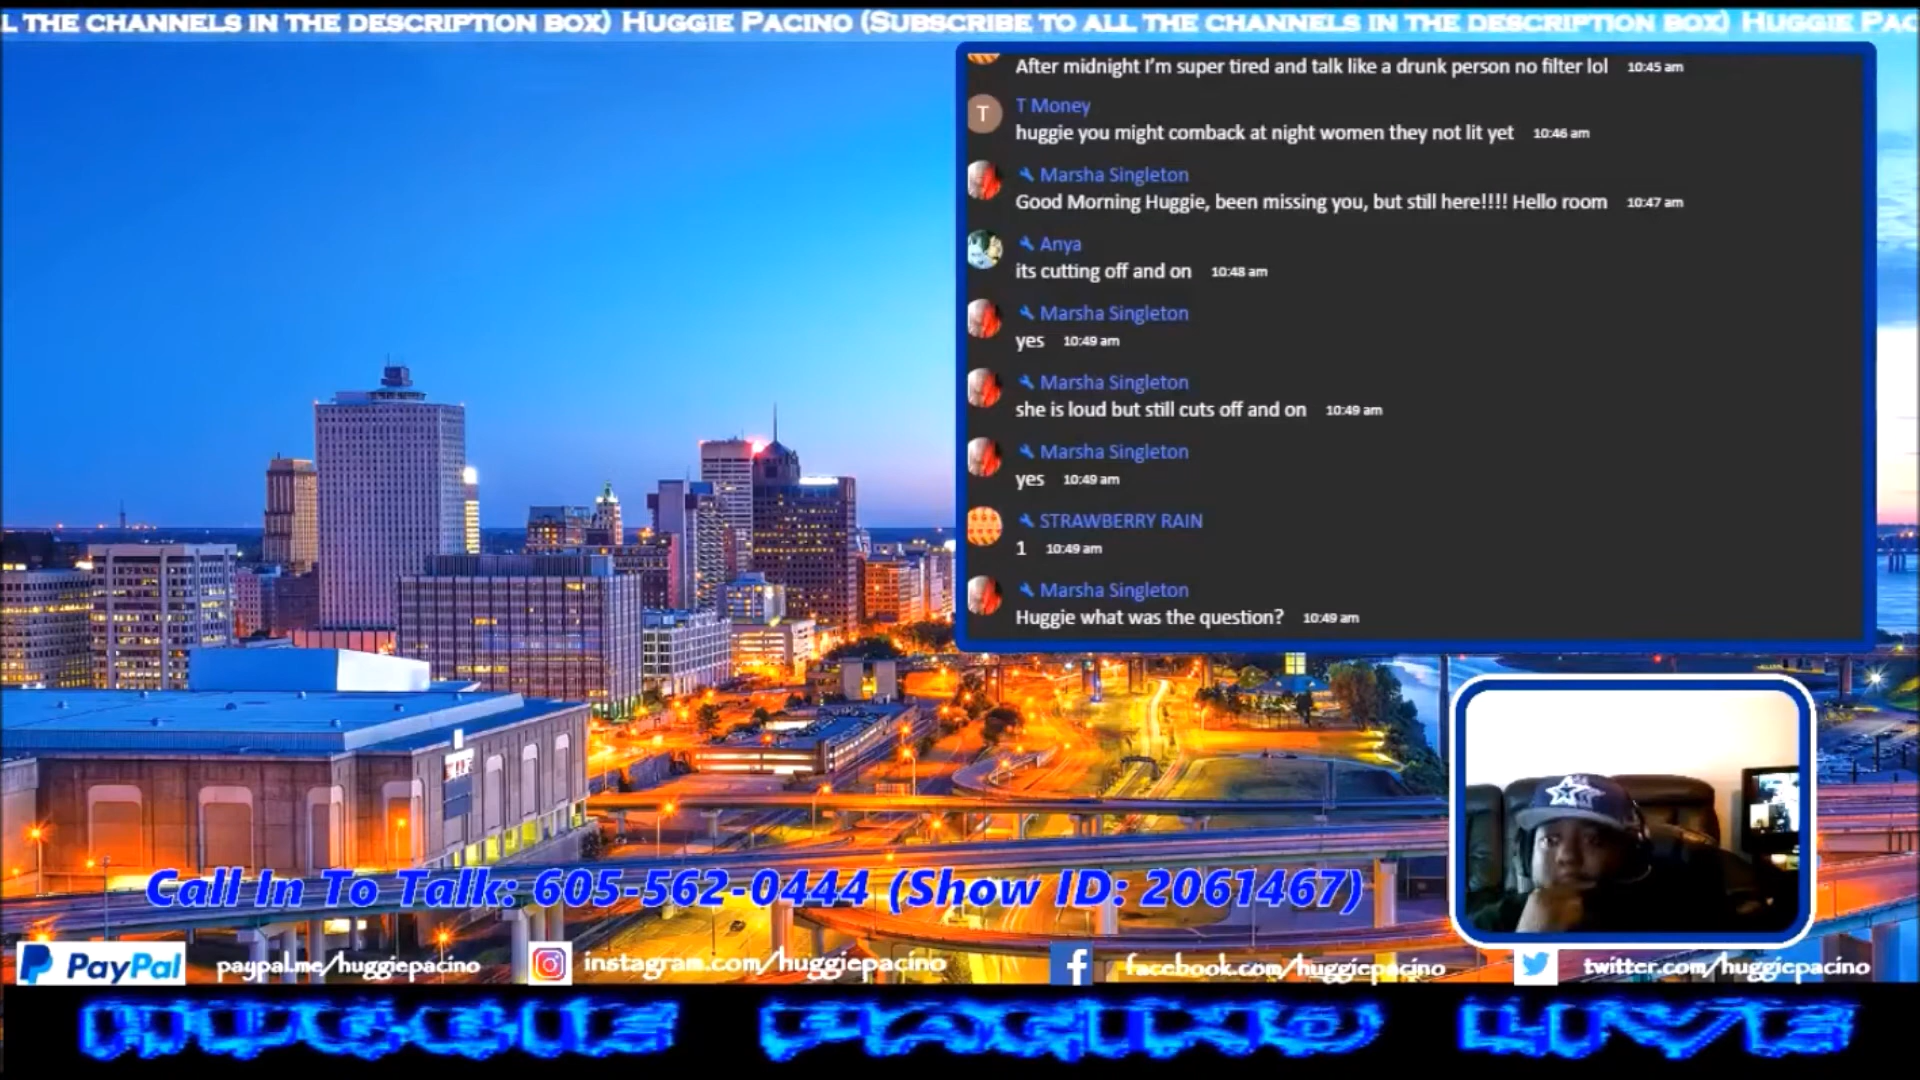 L THE CHANNELS IN THE DESCRIPTION BOX) HUGGIE PACINO (SUBSCRIBE TO ALL THE CHANNELS IN THE DESCRIPTION BOX) HUGGIE PAC
After midnight I'm super tired and talk like a drunk person no filter lol 10:45 am
T
T Money
huggie you might comback at night women they not lit yet 10:46 am
Marsha Singleton
Good Morning Huggie, been missing you, but still here!!!! Hello room 10:47 am
Anya
its cutting off and on 10:48 am
Marsha Singleton
yes 10:49 am
Marsha Singleton
she is loud but still cuts off and on 10:49 am
Marsha Singleton
yes 10:49 am
STRAWBERRY RAIN
1 10:49 am
Marsha Singleton
Huggie what was the question? 10:49 am
Call In To Talk: 605-562-0444 (Show ID: 2061467)
PayPal paypal.me/huggiepacino instagram.com/huggiepacino facebook.com/huggiepacino twitter.com/huggiepacino
HUGGIE PACINO LIVE